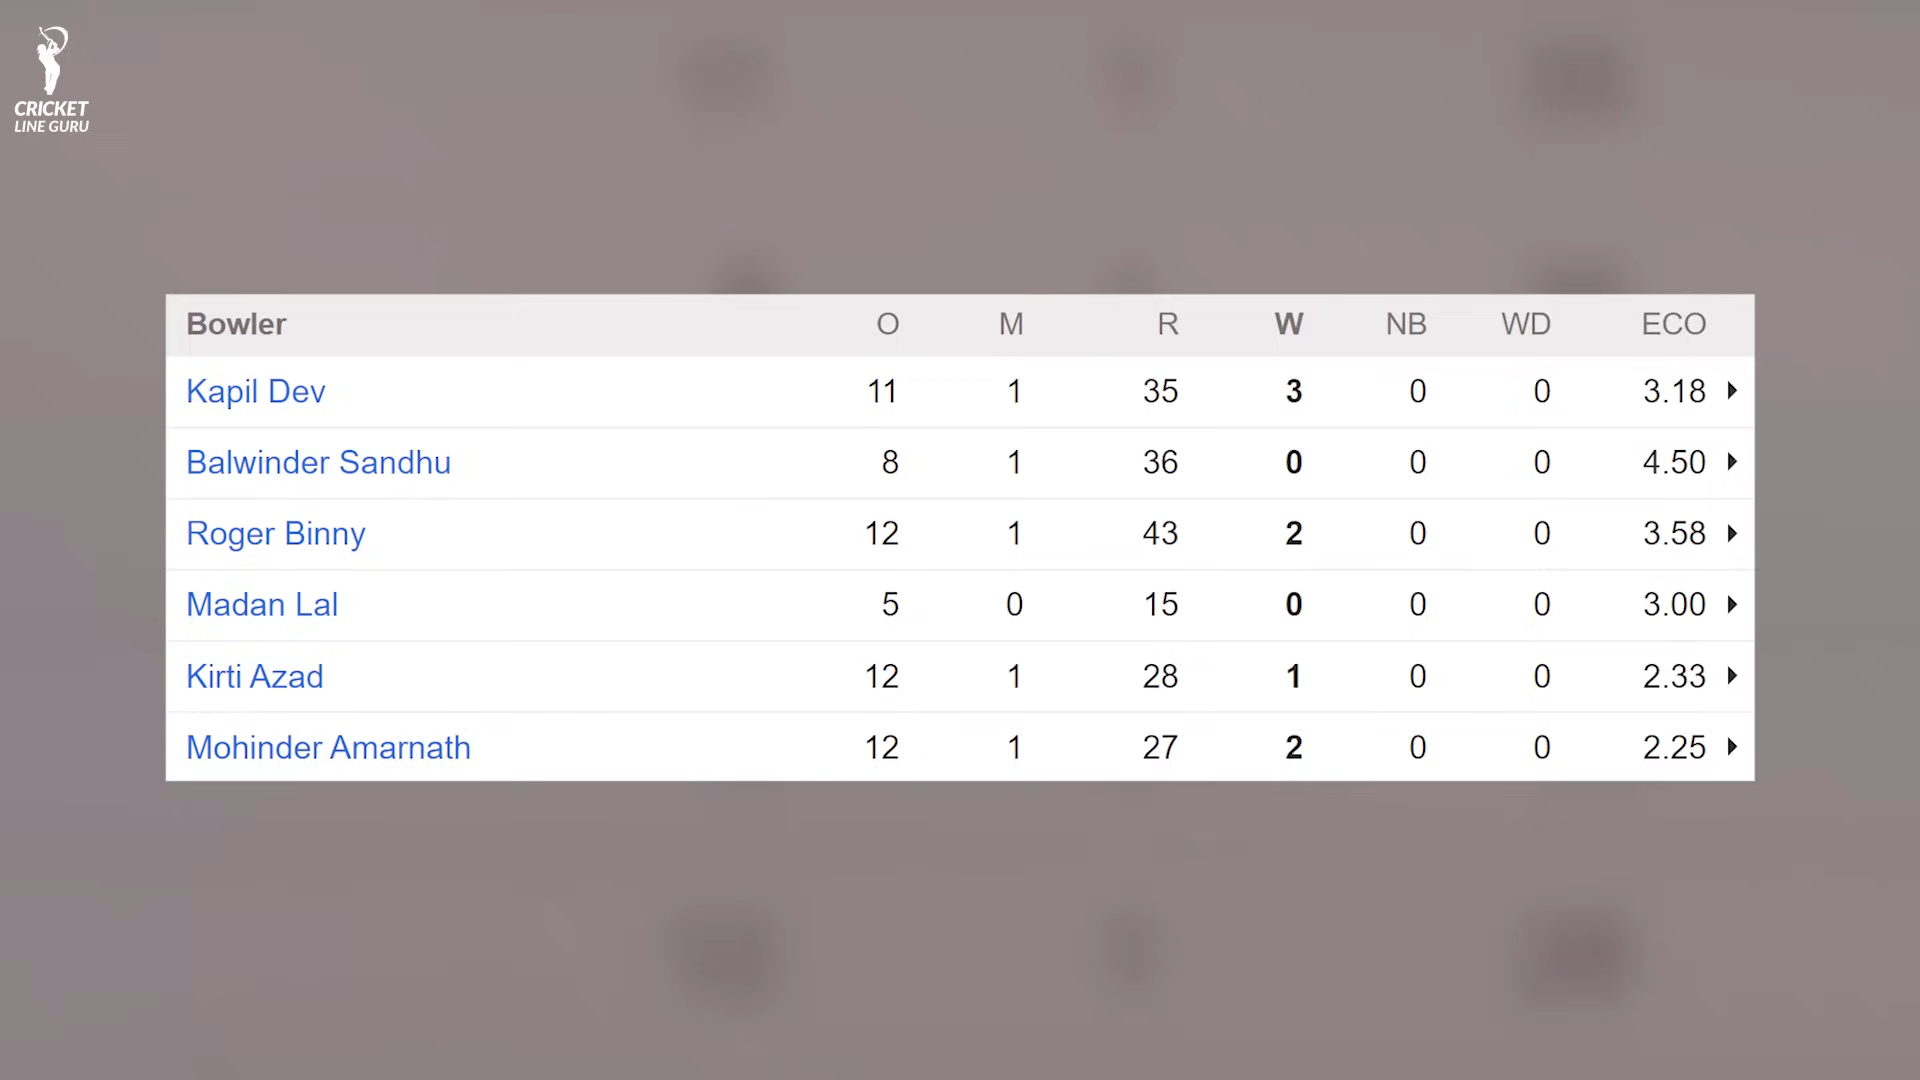 CRICKET
LINE GURU
Bowler O M R W NB WD ECO
Kapil Dev 11 1 35 3 0 0 3.18
Balwinder Sandhu 8 1 36 0 0 0 4.50
Roger Binny 12 1 43 2 0 0 3.58
Madan Lal 5 0 15 0 0 0 3.00
Kirti Azad 12 1 28 1 0 0 2.33
Mohinder Amarnath 12 1 27 2 0 0 2.25